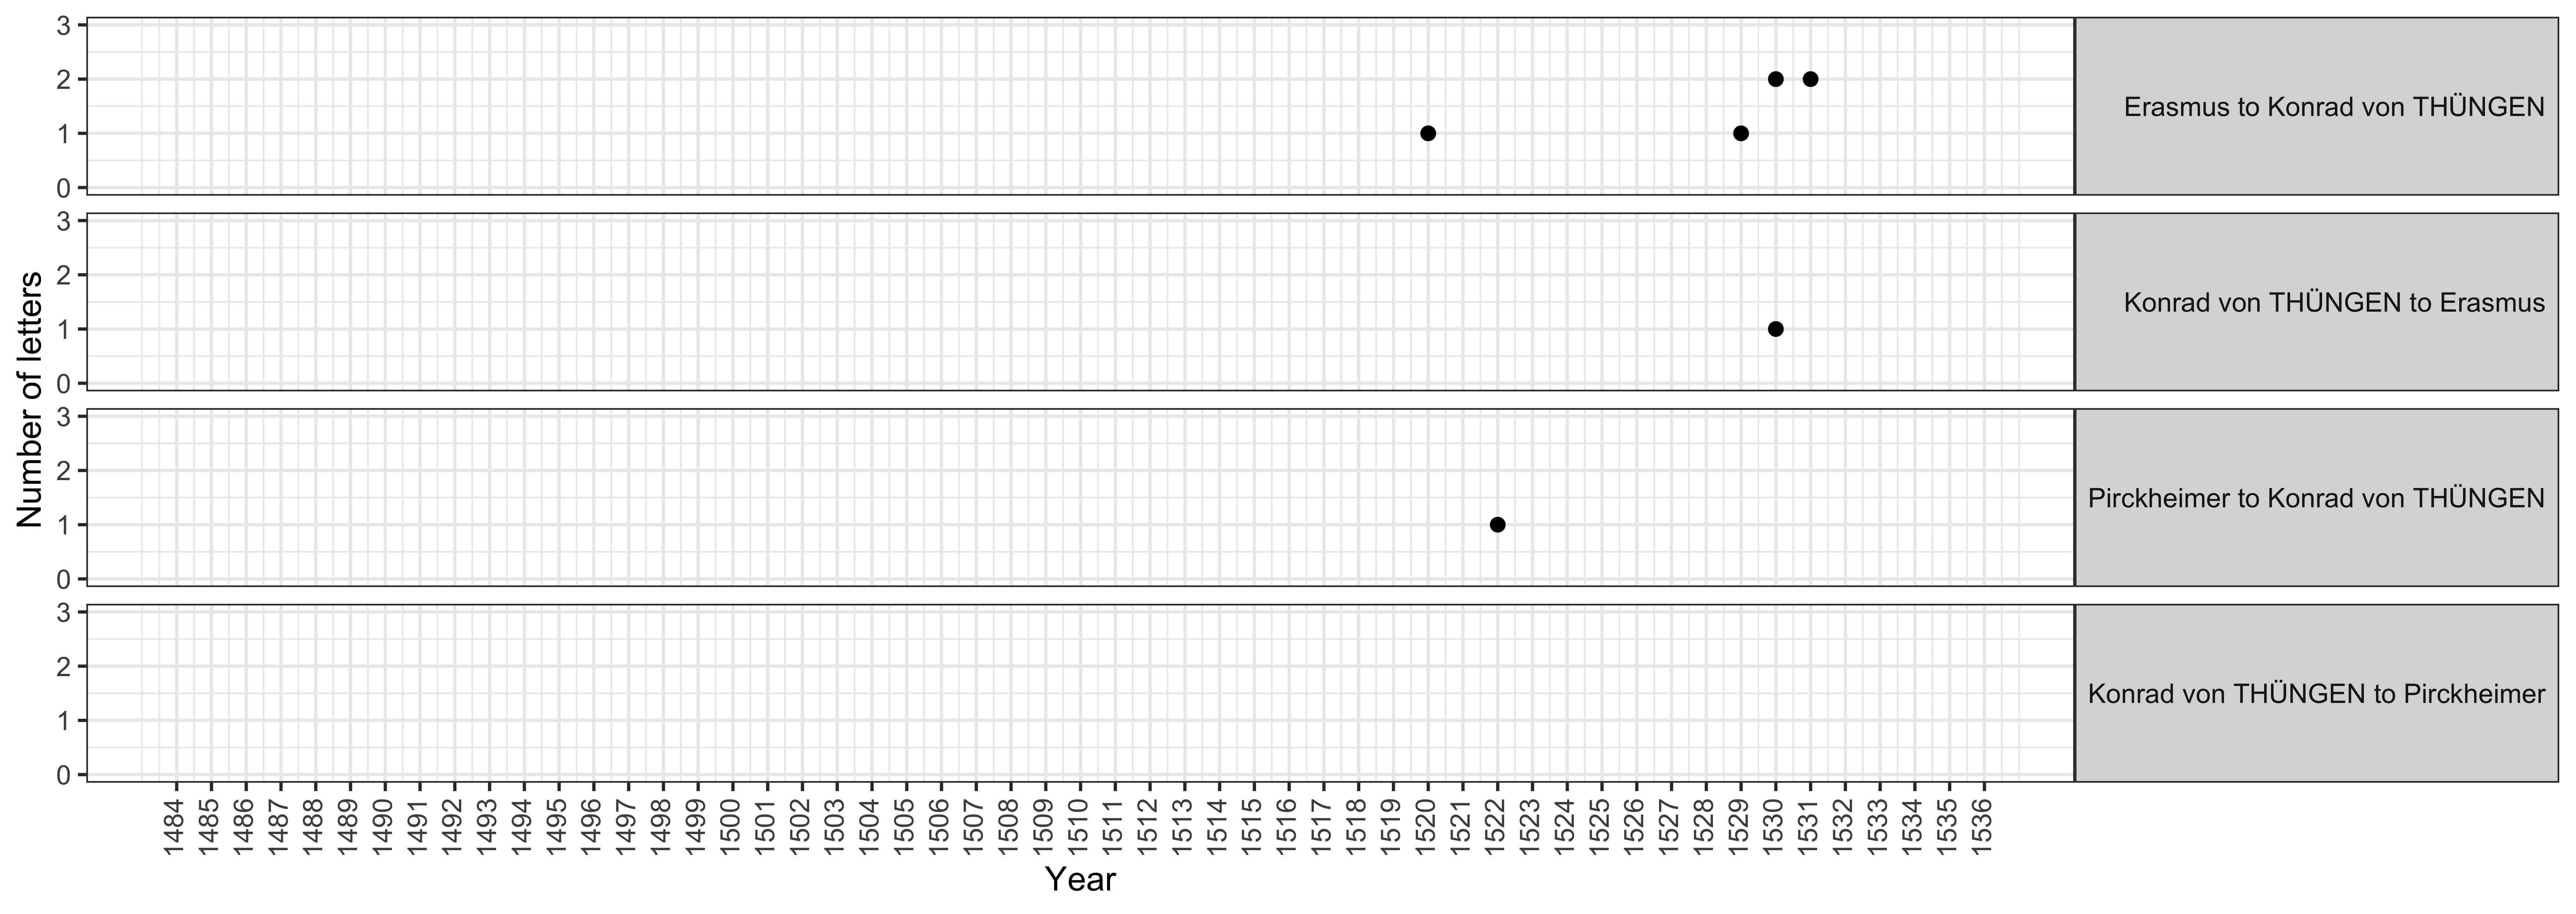 Number of letters
3
2
1
0
Erasmus to Konrad von THÜNGEN
3
2
1
0
Konrad von THÜNGEN to Erasmus
3
2
1
0
Pirckheimer to Konrad von THÜNGEN
3
2
1
0
Konrad von THÜNGEN to Pirckheimer
1484 1485 1486 1487 1488 1489 1490 1491 1492 1493 1494 1495 1496 1497 1498 1499 1500 1501 1502 1503 1504 1505 1506 1507 1508 1509 1510 1511 1512 1513 1514 1515 1516 1517 1518 1519 1520 1521 1522 1523 1524 1525 1526 1527 1528 1529 1530 1531 1532 1533 1534 1535 1536
Year